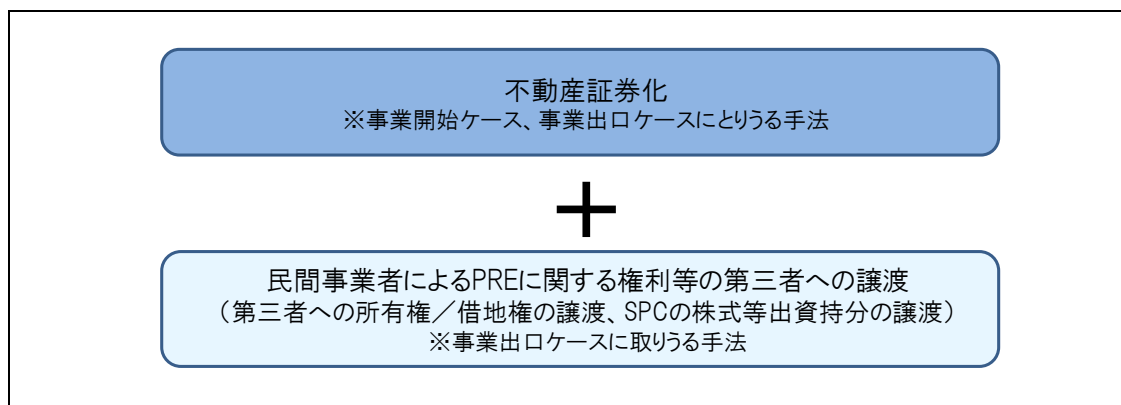 不動産証券化
※事業開始ケース、事業出口ケースにとりうる手法
＋
民間事業者によるPREに関する権利等の第三者への譲渡
（第三者への所有権／借地権の譲渡、SPCの株式等出資持分の譲渡）
※事業出口ケースに取りうる手法